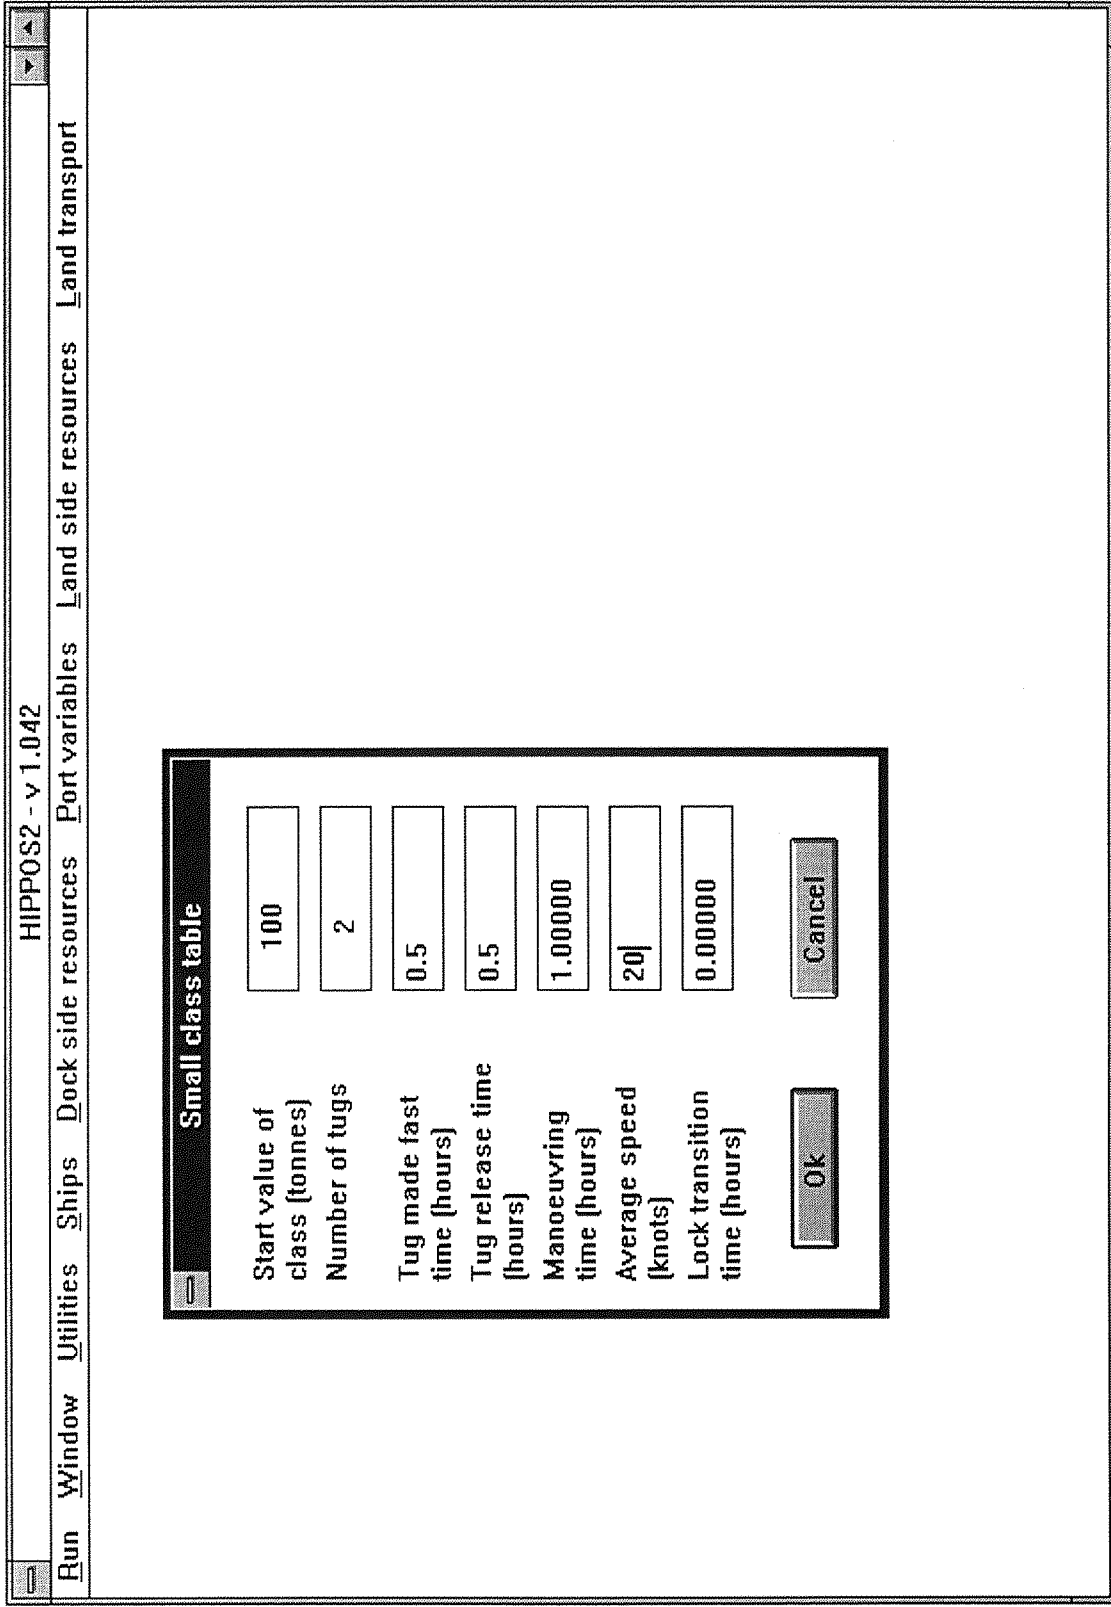 HIPPOS2 - v 1.042
Run Window Utilities Ships Dock side resources Port variables Land side resources Land transport
Small class table
Start value of
class (tonnes)
100
Number of tugs
2
Tug made fast
time (hours)
0.5
Tug release time
(hours)
0.5
Manoeuvring
time (hours)
1.00000
Average speed
(knots)
20
Lock transition
time (hours)
0.00000
Ok
Cancel